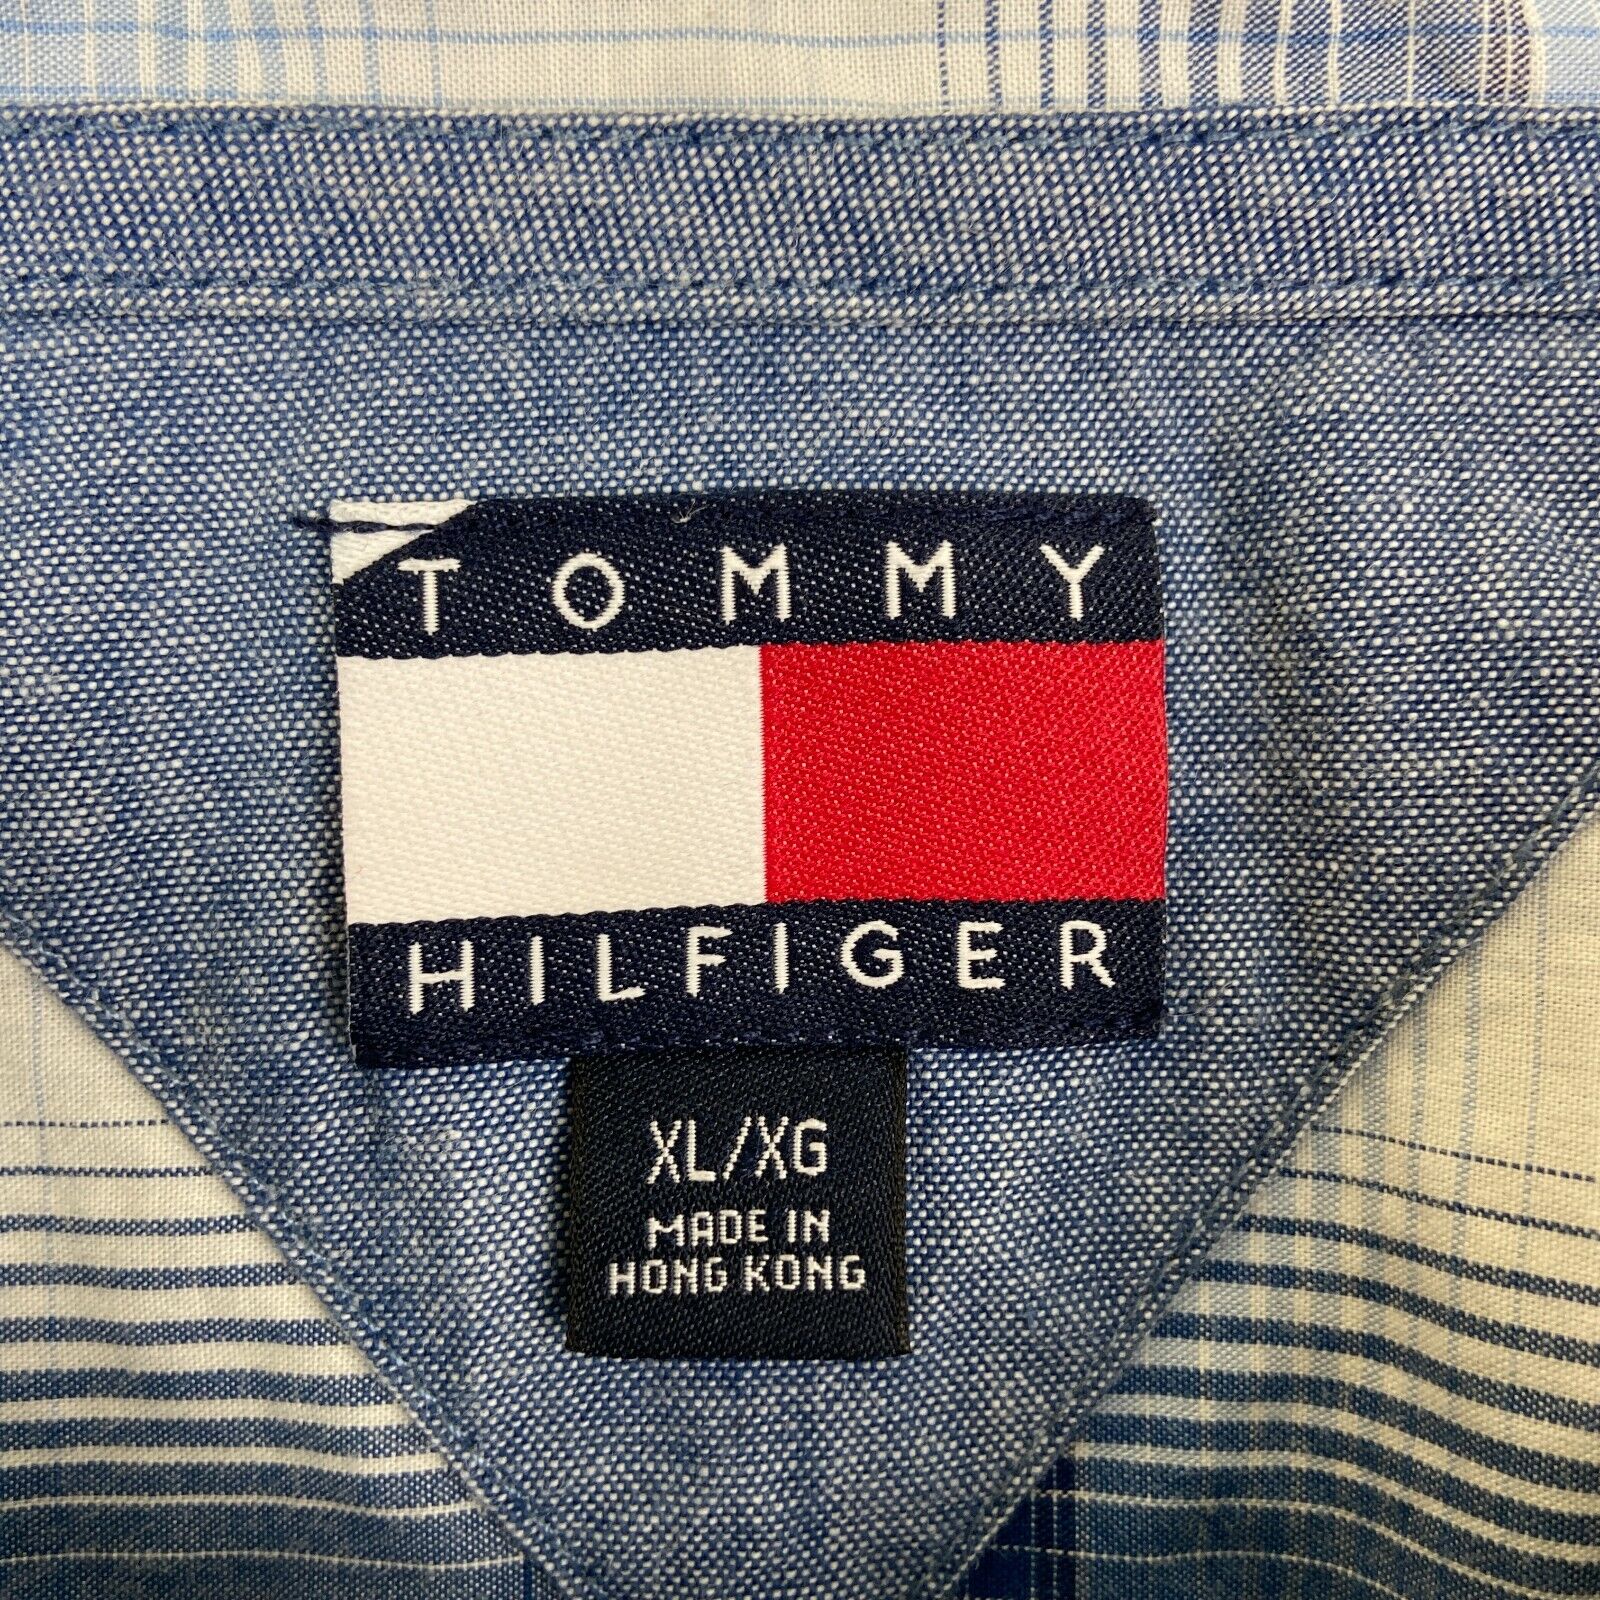 TOMMY
HILFIGER
XL/XG
MADE IN
HONG KONG